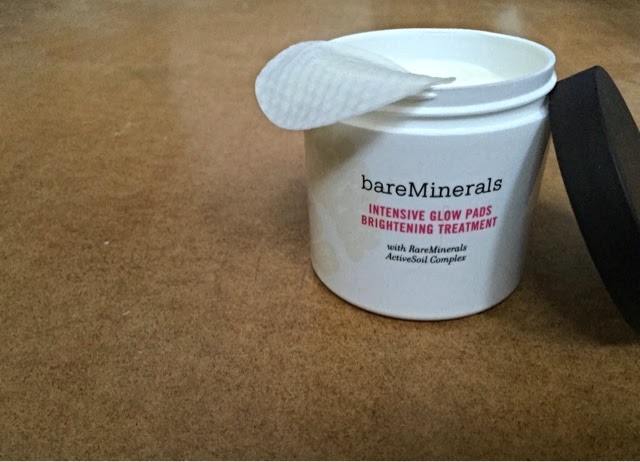 bareMinerals
INTENSIVE GLOW PADS
BRIGHTENING TREATMENT
with RareMinerals
ActiveSoil Complex